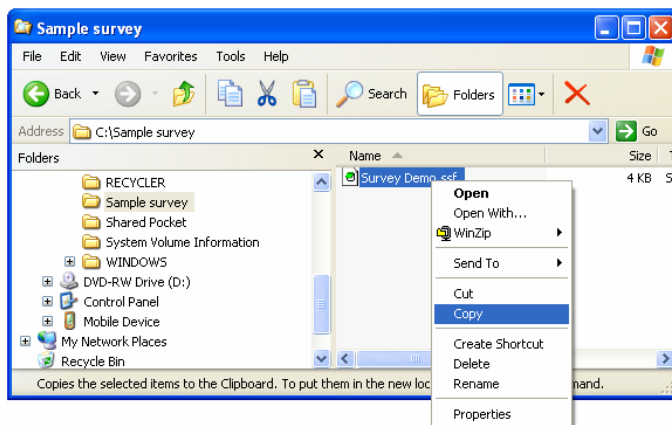 Sample survey
File Edit View Favorites Tools Help
Back Search Folders
Address C:\Sample survey Go
Folders Name Size
RECYCLER Survey Demo.ssf 4 KB S
Sample survey
Shared Pocket
System Volume Information
WINDOWS
DVD-RW Drive (D:)
Control Panel
Mobile Device
My Network Places
Recycle Bin
Open
Open With...
WinZip
Send To
Cut
Copy
Create Shortcut
Delete
Rename
Properties
Copies the selected items to the Clipboard. To put them in the new loc mand.